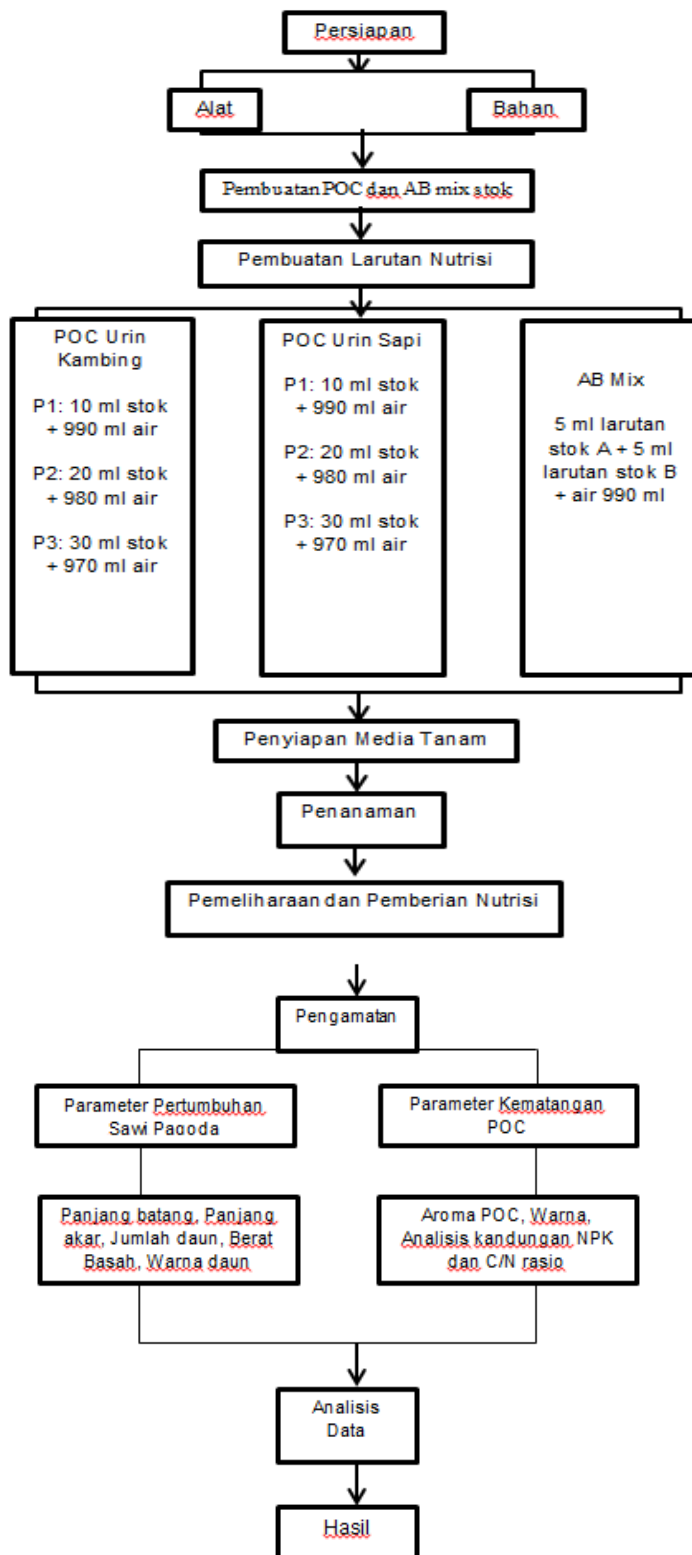 Persiapan
Alat
Bahan
Pembuatan POC dan AB mix stok
Pembuatan Larutan Nutrisi
POC Urin
Kambing
P1: 10 ml stok
+ 990 ml air
P2: 20 ml stok
+ 980 ml air
P3: 30 ml stok
+ 970 ml air
POC Urin Sapi
P1: 10 ml stok
+ 990 ml air
P2: 20 ml stok
+ 980 ml air
P3: 30 ml stok
+ 970 ml air
AB Mix
5 ml larutan
stok A + 5 ml
larutan stok B
+ air 990 ml
Penyiapan Media Tanam
Penanaman
Pemeliharaan dan Pemberian Nutrisi
Pengamatan
Parameter Pertumbuhan
Sawi Pagoda
Parameter Kematangan
POC
Panjang batang, Panjang
akar, Jumlah daun, Berat
Basah, Warna daun
Aroma POC, Warna,
Analisis kandungan NPK
dan C/N rasio
Analisis
Data
Hasil